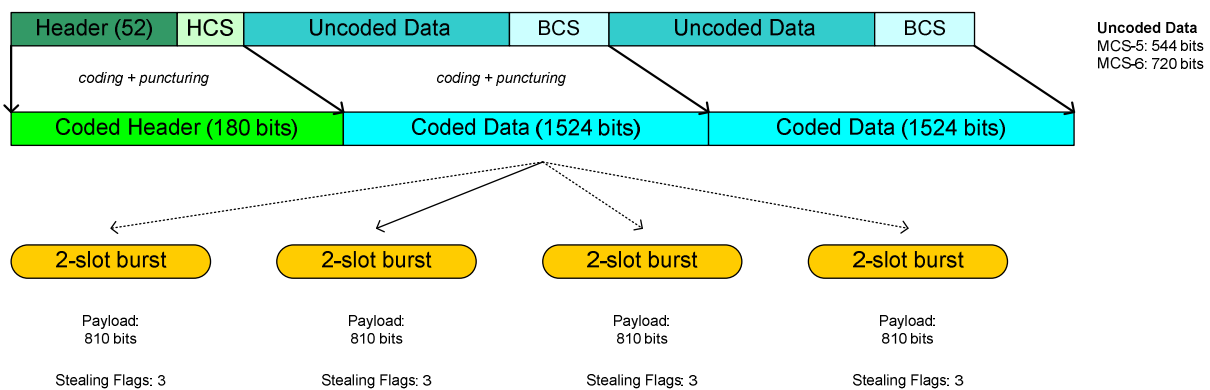 Header (52)
HCS
Uncoded Data
BCS
Uncoded Data
BCS
Uncoded Data
MCS-5: 544 bits
MCS-6: 720 bits
coding + puncturing
coding + puncturing
Coded Header (180 bits)
Coded Data (1524 bits)
Coded Data (1524 bits)
2-slot burst
2-slot burst
2-slot burst
2-slot burst
Payload:
810 bits
Payload:
810 bits
Payload:
810 bits
Payload:
810 bits
Stealing Flags: 3
Stealing Flags: 3
Stealing Flags: 3
Stealing Flags: 3